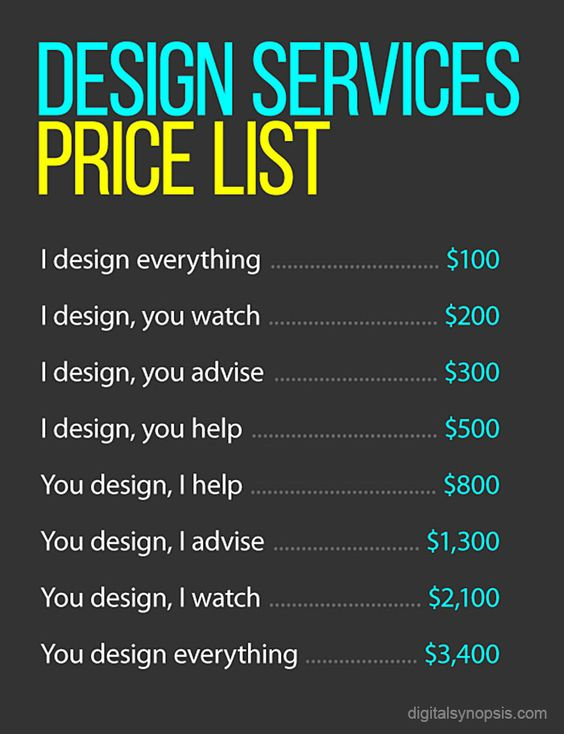 DESIGN SERVICES
PRICE LIST
I design everything ........................... $100
I design, you watch ........................... $200
I design, you advise .......................... $300
I design, you help .............................. $500
You design, I help .............................. $800
You design, I advise ....................... $1,300
You design, I watch ........................ $2,100
You design everything .................. $3,400
digitalsynopsis.com